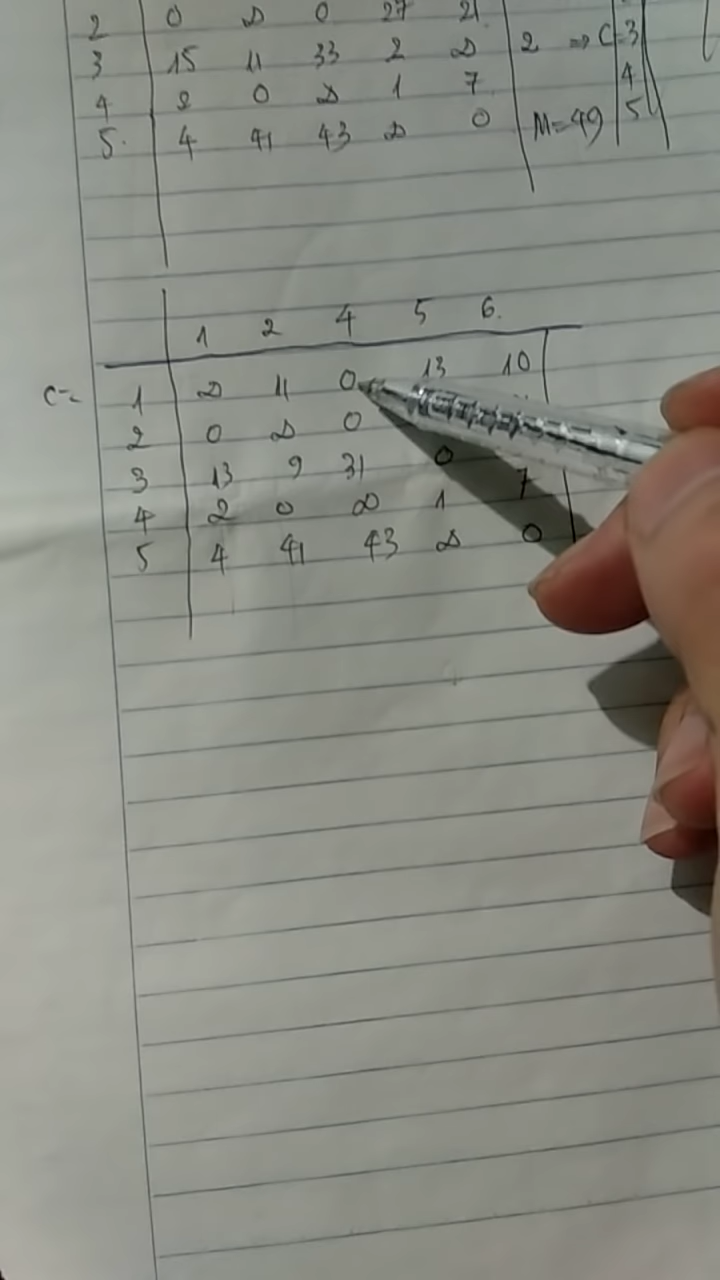 2 0 ∞ 0 27 21
3 15 11 33 2 ∞ 2 ⇒ C 3
4 2 0 ∞ 1 7 4
5. 4 41 43 ∞ 0 M=49 5
1 2 4 5 6.
C=
1 ∞ 11 0 13 10
2 0 ∞ 0
3 13 9 31 0
4 2 0 ∞ 1 7
5 4 41 43 ∞ 0